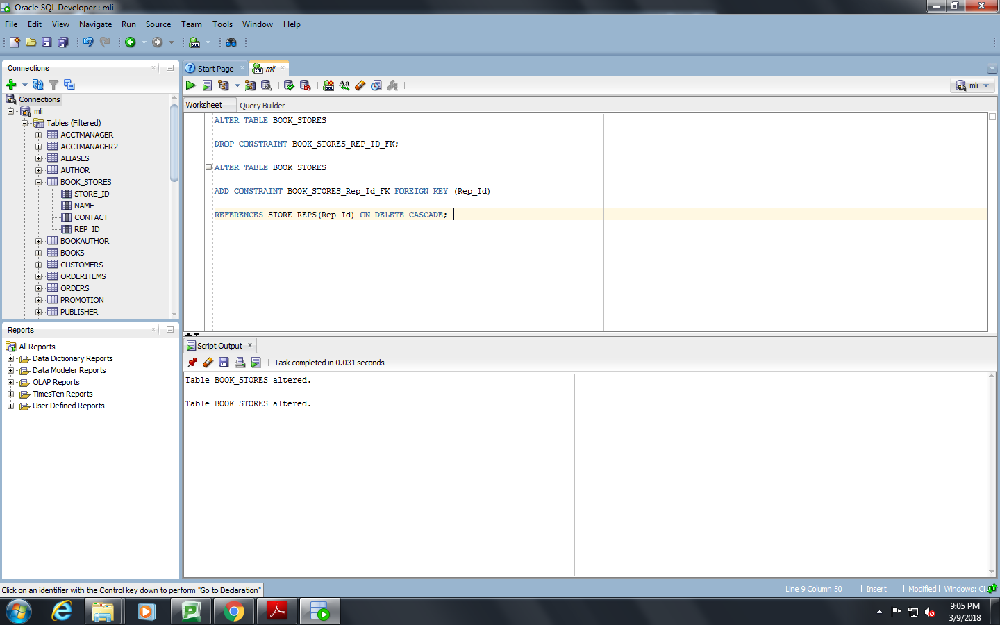 Oracle SQL Developer : mli
File Edit View Navigate Run Source Team Tools Window Help
Connections
Connections
mli
Tables (Filtered)
ACCTMANAGER
ACCTMANAGER2
ALIASES
AUTHOR
BOOK_STORES
STORE_ID
NAME
CONTACT
REP_ID
BOOKAUTHOR
BOOKS
CUSTOMERS
ORDERITEMS
ORDERS
PROMOTION
PUBLISHER
Reports
All Reports
Data Dictionary Reports
Data Modeler Reports
OLAP Reports
TimesTen Reports
User Defined Reports
Start Page
mli
mli
Worksheet Query Builder
ALTER TABLE BOOK_STORES
DROP CONSTRAINT BOOK_STORES_REP_ID_FK;
ALTER TABLE BOOK_STORES
ADD CONSTRAINT BOOK_STORES_Rep_Id_FK FOREIGN KEY (Rep_Id)
REFERENCES STORE_REPS(Rep_Id) ON DELETE CASCADE;
Script Output
Task completed in 0.031 seconds
Table BOOK_STORES altered.
Table BOOK_STORES altered.
Click on an identifier with the Control key down to perform "Go to Declaration"
Line 9 Column 50 Insert Modified Windows: C
9:05 PM
3/9/2018